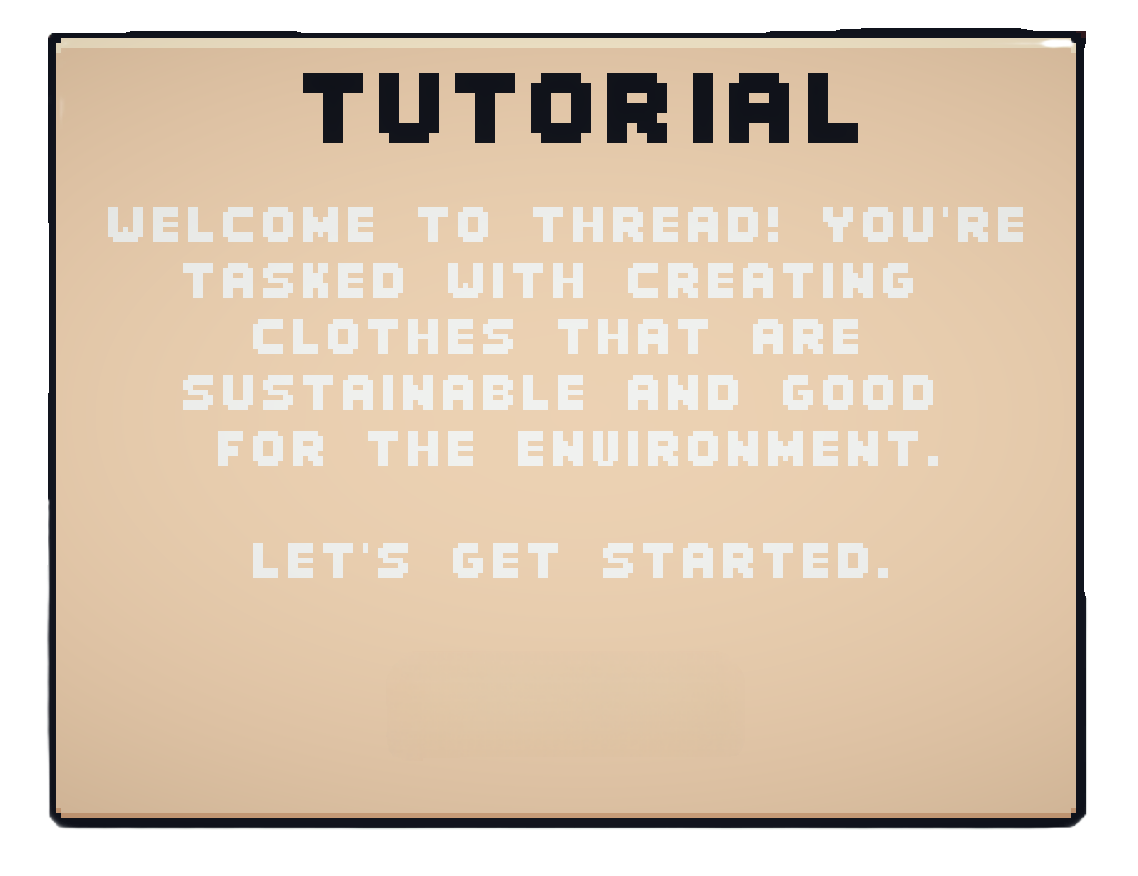 TUTORIAL
WELCOME TO THREAD! YOU'RE
TASKED WITH CREATING
CLOTHES THAT ARE
SUSTAINABLE AND GOOD
FOR THE ENVIRONMENT.
LET'S GET STARTED.